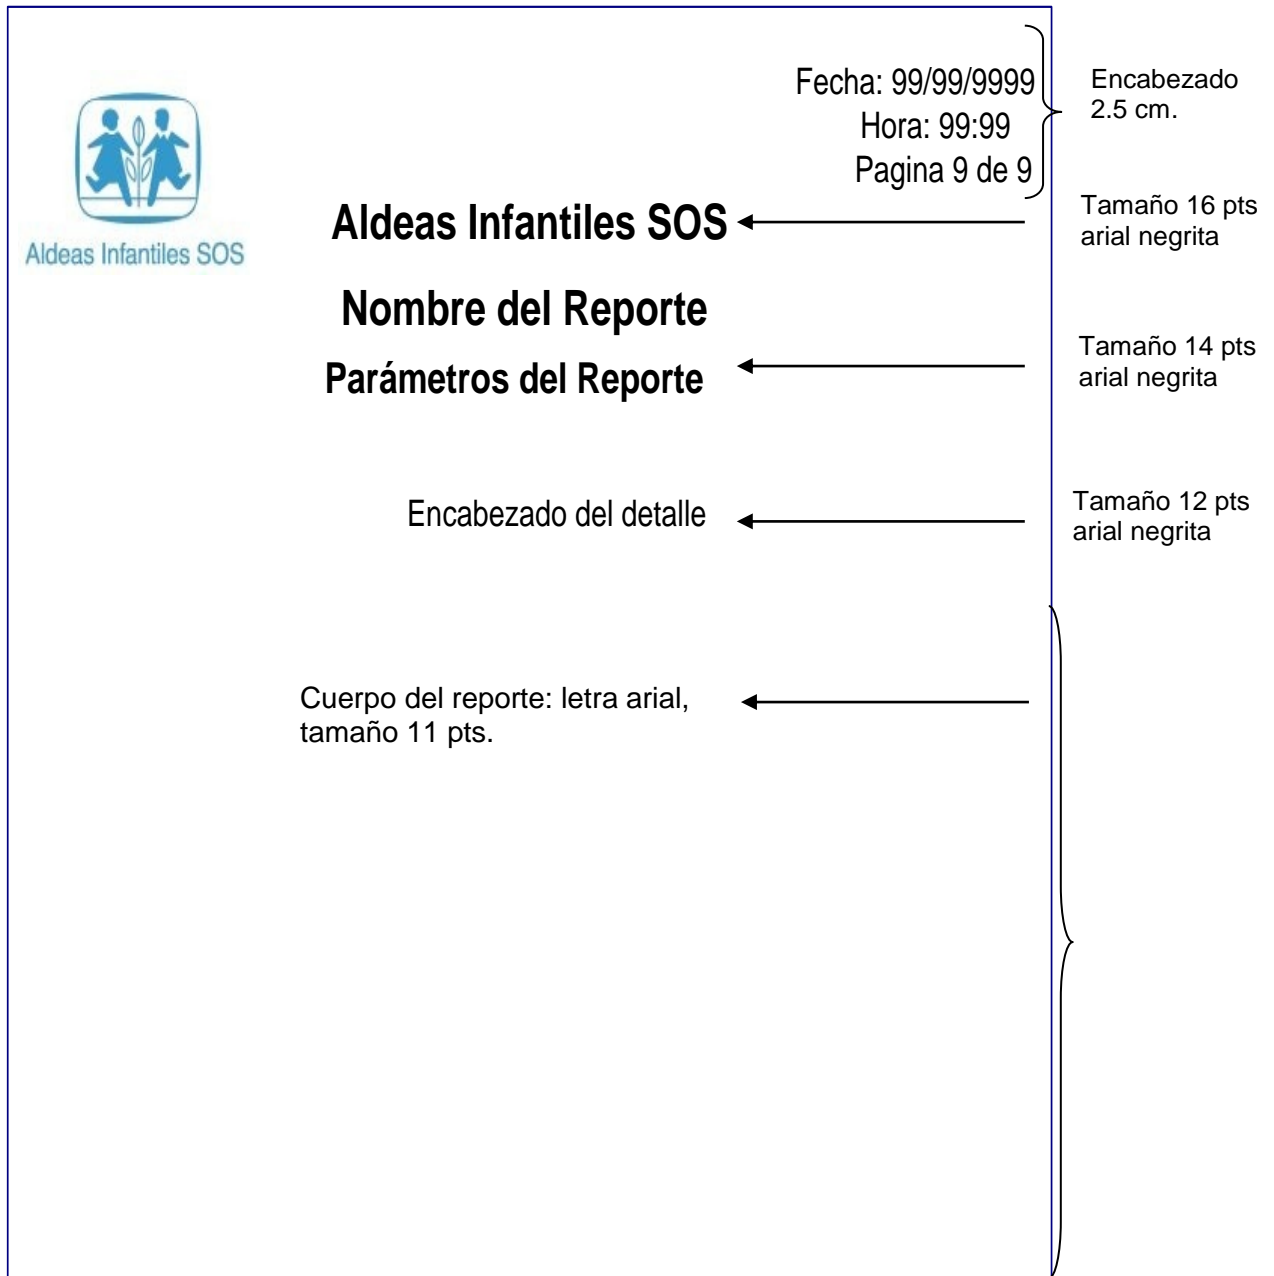 Fecha: 99/99/9999
Hora: 99:99
Pagina 9 de 9
Encabezado
2.5 cm.
Aldeas Infantiles SOS
Aldeas Infantiles SOS
Tamaño 16 pts
arial negrita
Nombre del Reporte
Parámetros del Reporte
Tamaño 14 pts
arial negrita
Encabezado del detalle
Tamaño 12 pts
arial negrita
Cuerpo del reporte: letra arial,
tamaño 11 pts.